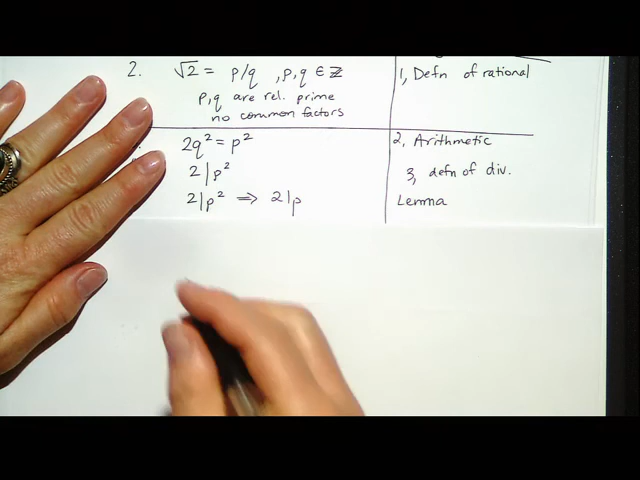 2. √2 = p/q , p,q ∈ ℤ 1, Defn of rational
p,q are rel. prime
no common factors
2q² = p² 2, Arithmetic
2|p² 3, defn of div.
2|p² ⇒ 2|p Lemma